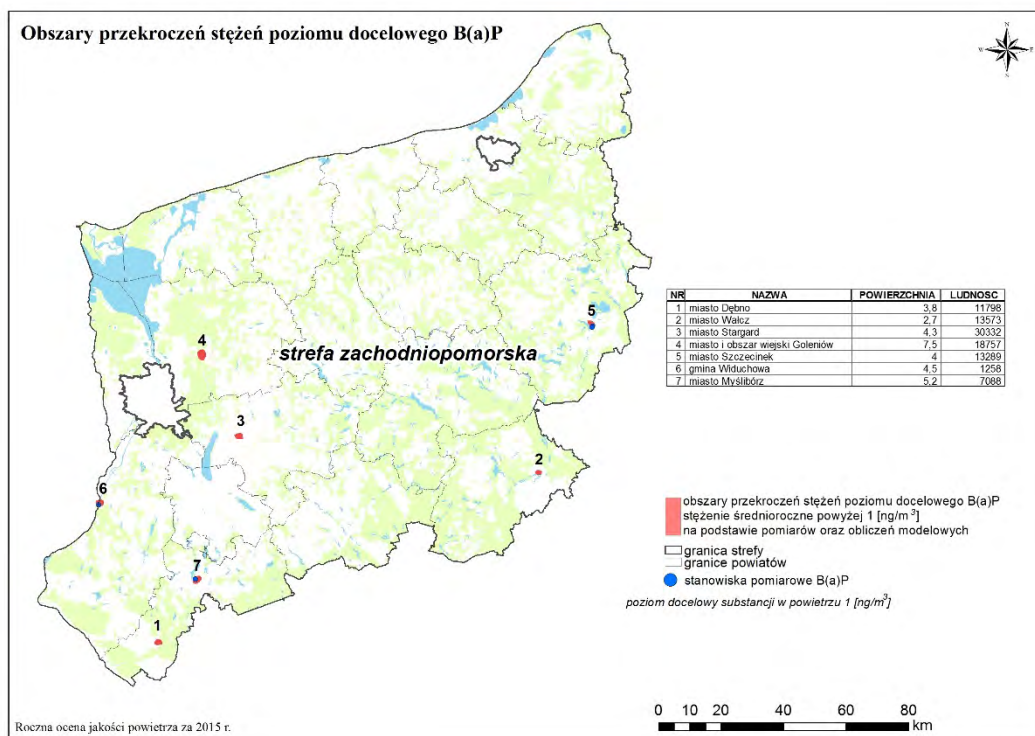 Obszary przekroczeń stężeń poziomu docelowego B(a)P
N
W
E
4
5
strefa zachodniopomorska
3
2
6
7
1
NR NAZWA POWIERZCHNIA LUDNOSC
1 miasto Dębno 3,8 11798
2 miasto Wałcz 2,7 13573
3 miasto Stargard 4,3 30332
4 miasto i obszar wiejski Goleniów 7,5 18757
5 miasto Szczecinek 4 13289
6 gmina Widuchowa 4,5 1258
7 miasto Myślibórz 5,2 7088
obszary przekroczeń stężeń poziomu docelowego B(a)P
stężenie średnioroczne powyżej 1 [ng/m³]
na podstawie pomiarów oraz obliczeń modelowych
granica strefy
granice powiatów
stanowiska pomiarowe B(a)P
poziom docelowy substancji w powietrzu 1 [ng/m³]
0 10 20 40 60 80
km
Roczna ocena jakości powietrza za 2015 r.